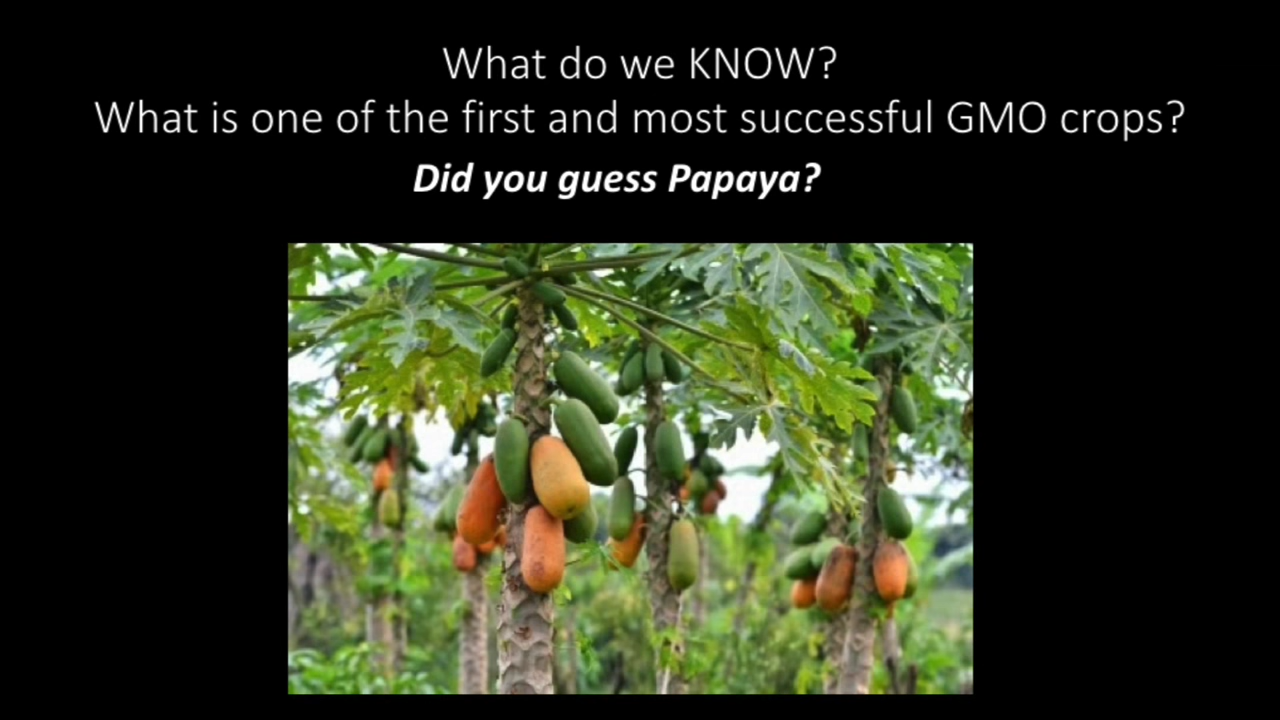 What do we KNOW?
What is one of the first and most successful GMO crops?
Did you guess Papaya?